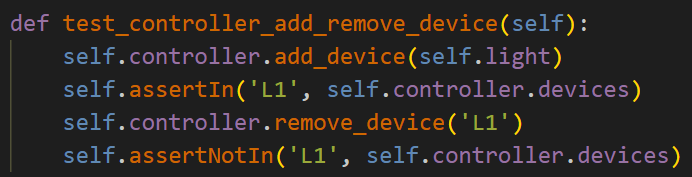 def test_controller_add_remove_device(self):
    self.controller.add_device(self.light)
    self.assertIn('L1', self.controller.devices)
    self.controller.remove_device('L1')
    self.assertNotIn('L1', self.controller.devices)